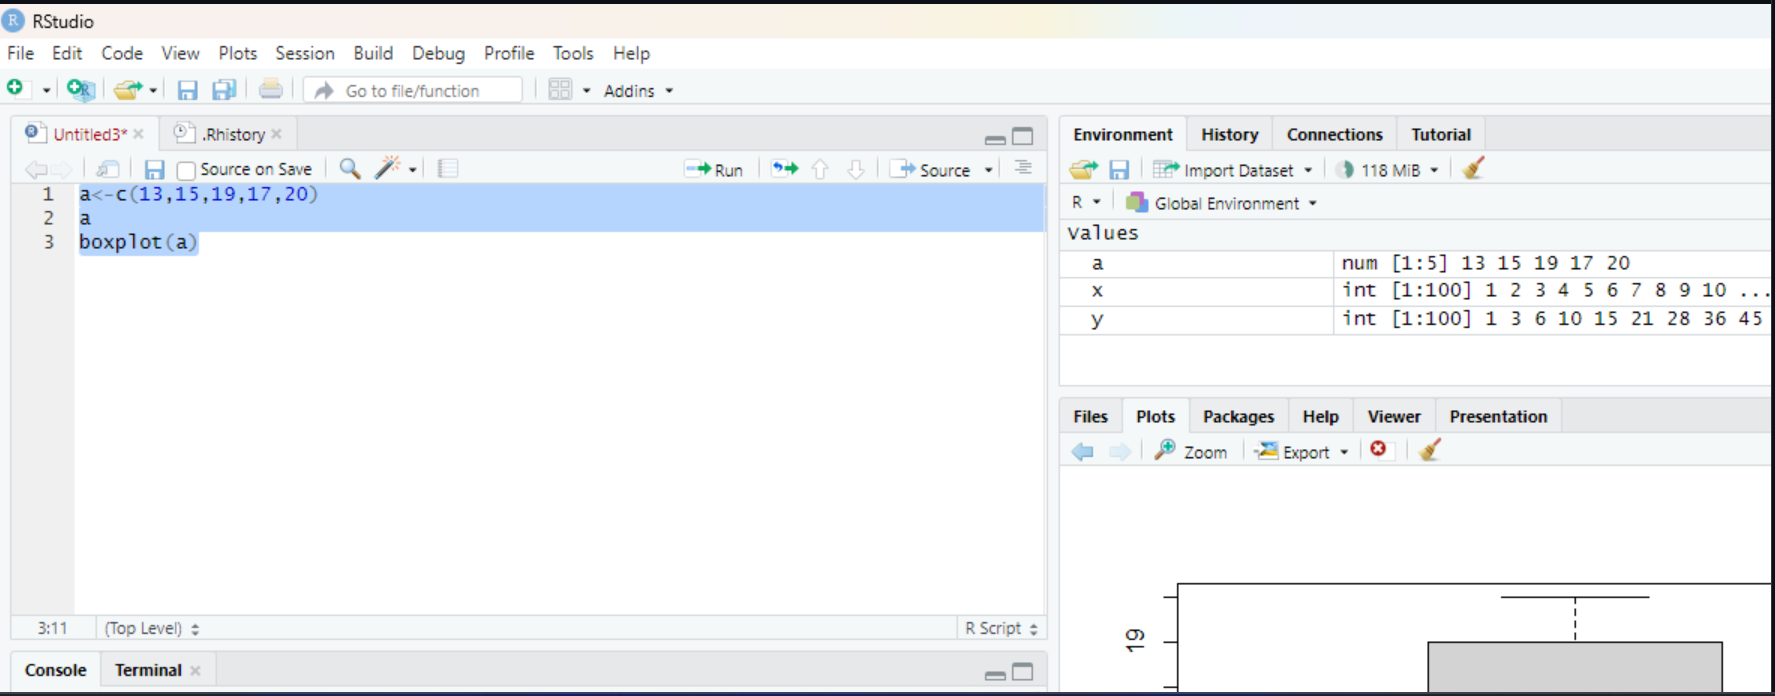 RStudio
File Edit Code View Plots Session Build Debug Profile Tools Help
Go to file/function Addins
Untitled3* .Rhistory
Source on Save Run Source
1 a<-c(13,15,19,17,20)
2 a
3 boxplot(a)
3:11 (Top Level) R Script
Console Terminal
Environment History Connections Tutorial
Import Dataset 118 MiB
R Global Environment
Values
a num [1:5] 13 15 19 17 20
x int [1:100] 1 2 3 4 5 6 7 8 9 10 ...
y int [1:100] 1 3 6 10 15 21 28 36 45
Files Plots Packages Help Viewer Presentation
Zoom Export
19